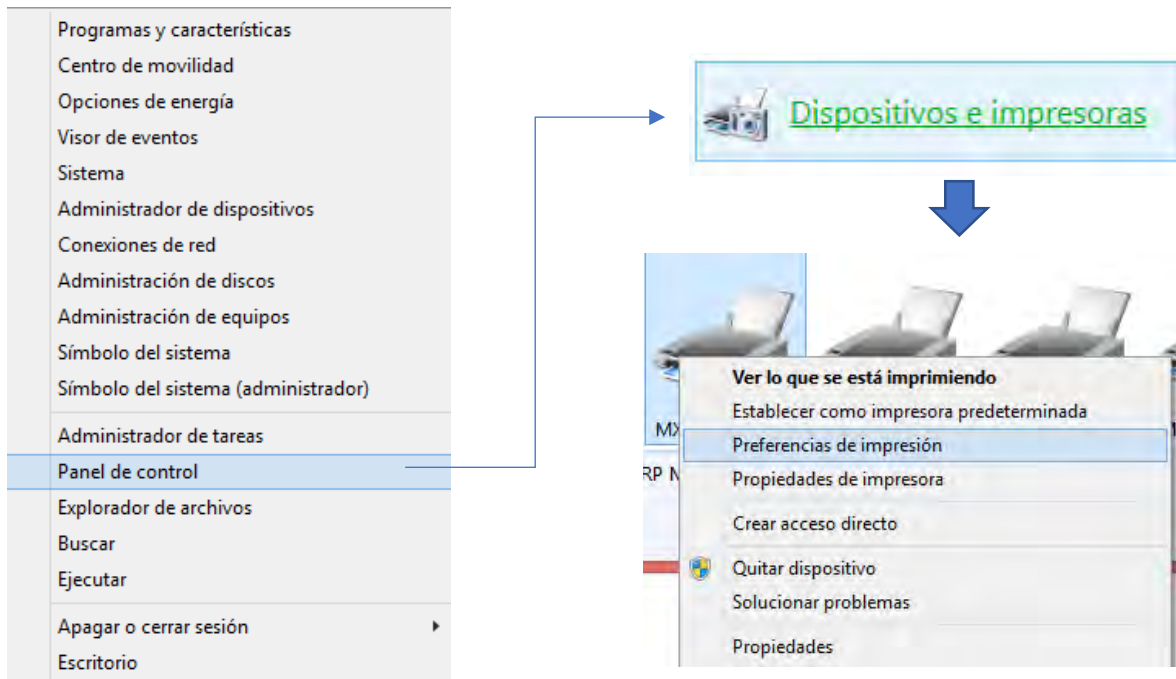 Programas y características
Centro de movilidad
Opciones de energía
Visor de eventos
Sistema
Administrador de dispositivos
Conexiones de red
Administración de discos
Administración de equipos
Símbolo del sistema
Símbolo del sistema (administrador)
Administrador de tareas
Panel de control
Explorador de archivos
Buscar
Ejecutar
Apagar o cerrar sesión
Escritorio
Dispositivos e impresoras
Ver lo que se está imprimiendo
Establecer como impresora predeterminada
Preferencias de impresión
Propiedades de impresora
Crear acceso directo
Quitar dispositivo
Solucionar problemas
Propiedades